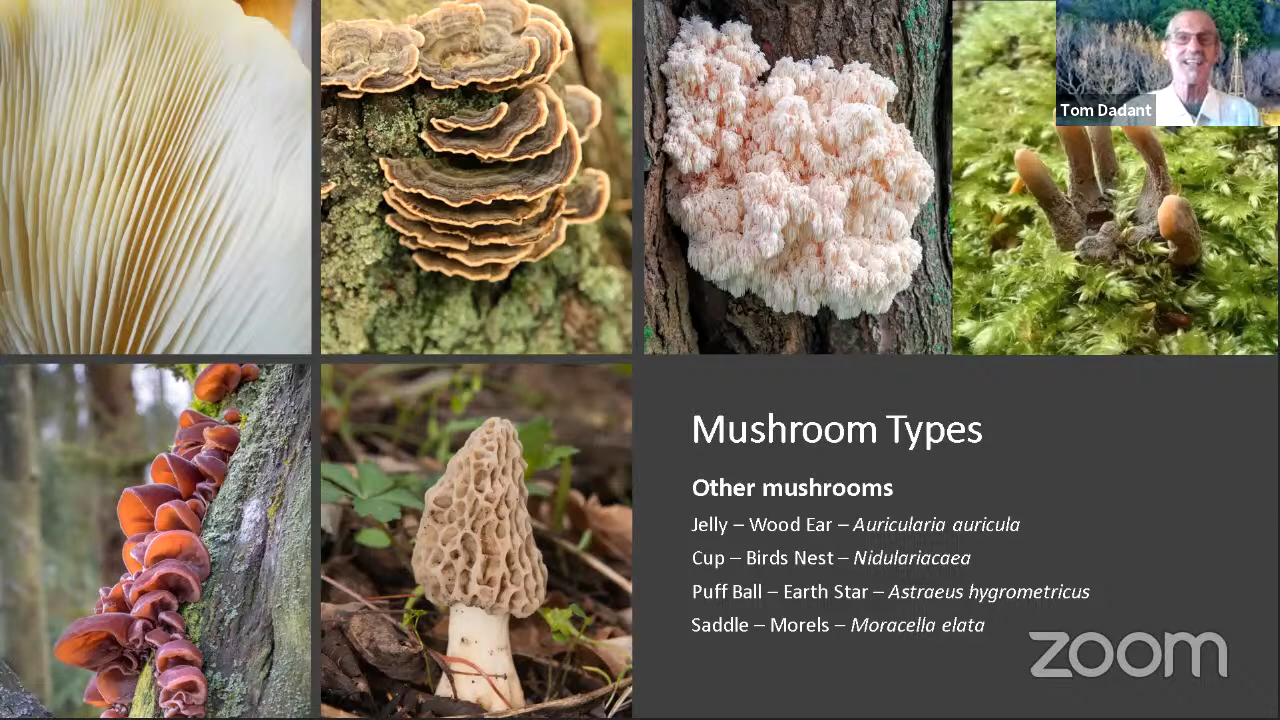 Tom Dadant
Mushroom Types
Other mushrooms
Jelly – Wood Ear – Auricularia auricula
Cup – Birds Nest – Nidulariacaea
Puff Ball – Earth Star – Astraeus hygrometricus
Saddle – Morels – Moracella elata
zoom